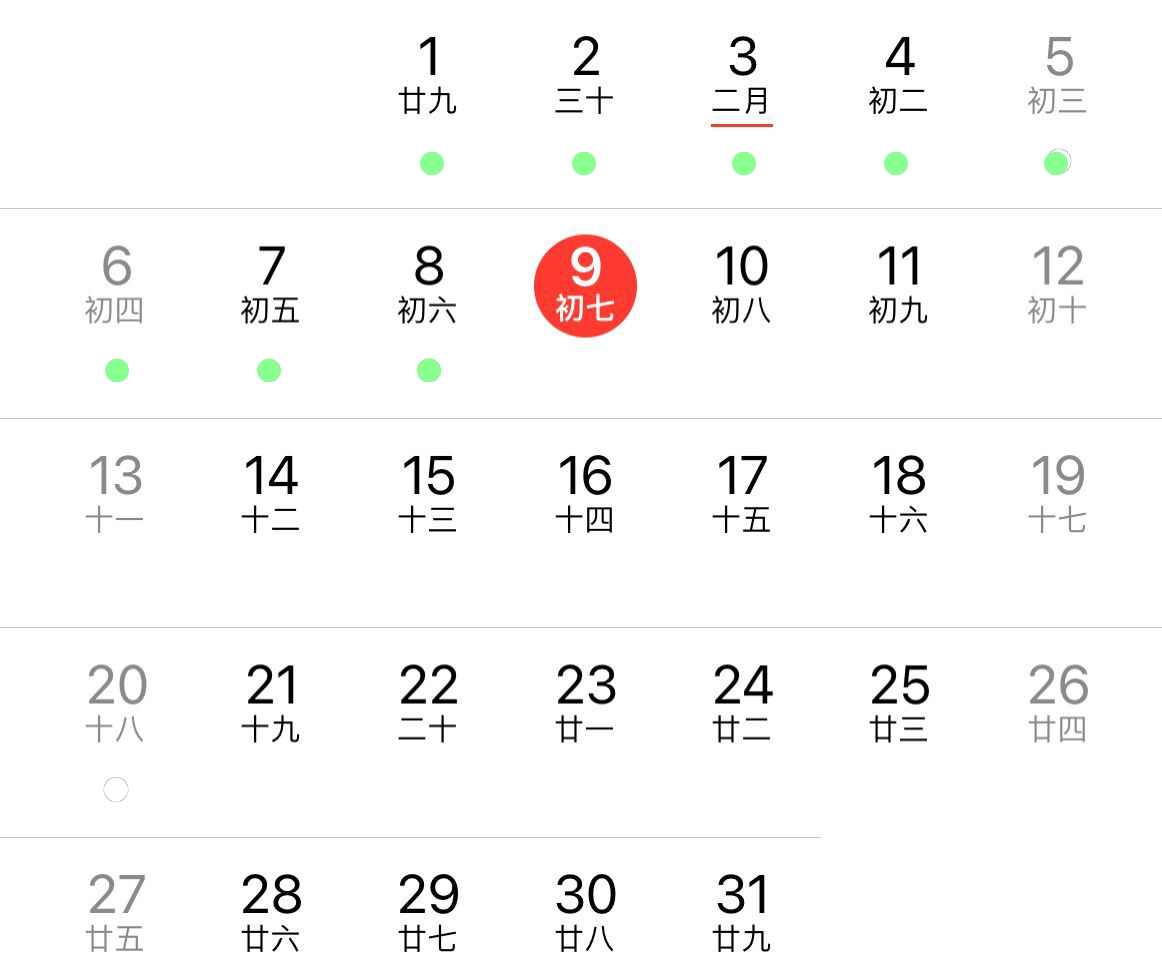 1 2 3 4 5
廿九 三十 二月 初二 初三
6 7 8 9 10 11 12
初四 初五 初六 初七 初八 初九 初十
13 14 15 16 17 18 19
十一 十二 十三 十四 十五 十六 十七
20 21 22 23 24 25 26
十八 十九 二十 廿一 廿二 廿三 廿四
27 28 29 30 31
廿五 廿六 廿七 廿八 廿九